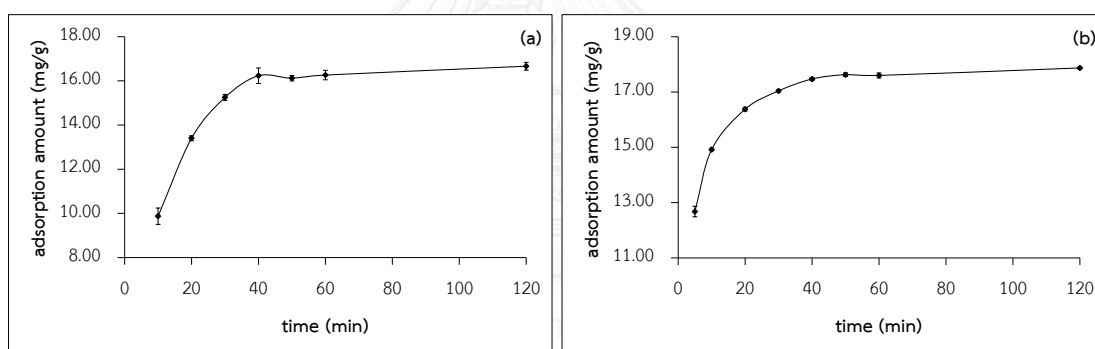 (a)
adsorption amount (mg/g)
18.00
16.00
14.00
12.00
10.00
8.00
0 20 40 60 80 100 120
time (min)
(b)
adsorption amount (mg/g)
19.00
17.00
15.00
13.00
11.00
0 20 40 60 80 100 120
time (min)